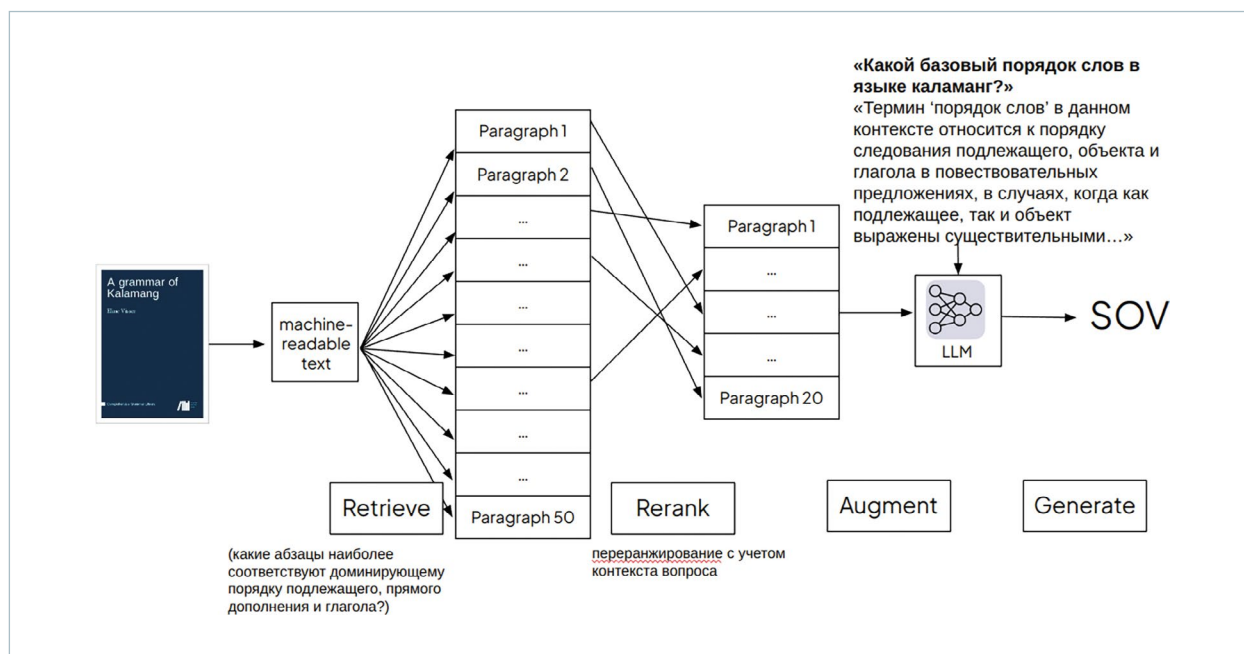 «Какой базовый порядок слов в
языке каламанг?»
«Термин ‘порядок слов’ в данном
контексте относится к порядку
следования подлежащего, объекта и
глагола в повествовательных
предложениях, в случаях, когда как
подлежащее, так и объект
выражены существительными…»
A grammar of
Kalamang
machine-
readable
text
Paragraph 1
Paragraph 2
...
...
...
...
...
...
...
Paragraph 50
Paragraph 1
...
...
...
Paragraph 20
LLM
SOV
Retrieve
(какие абзацы наиболее
соответствуют доминирующему
порядку подлежащего, прямого
дополнения и глагола?)
Rerank
переранжирование с учетом
контекста вопроса
Augment
Generate